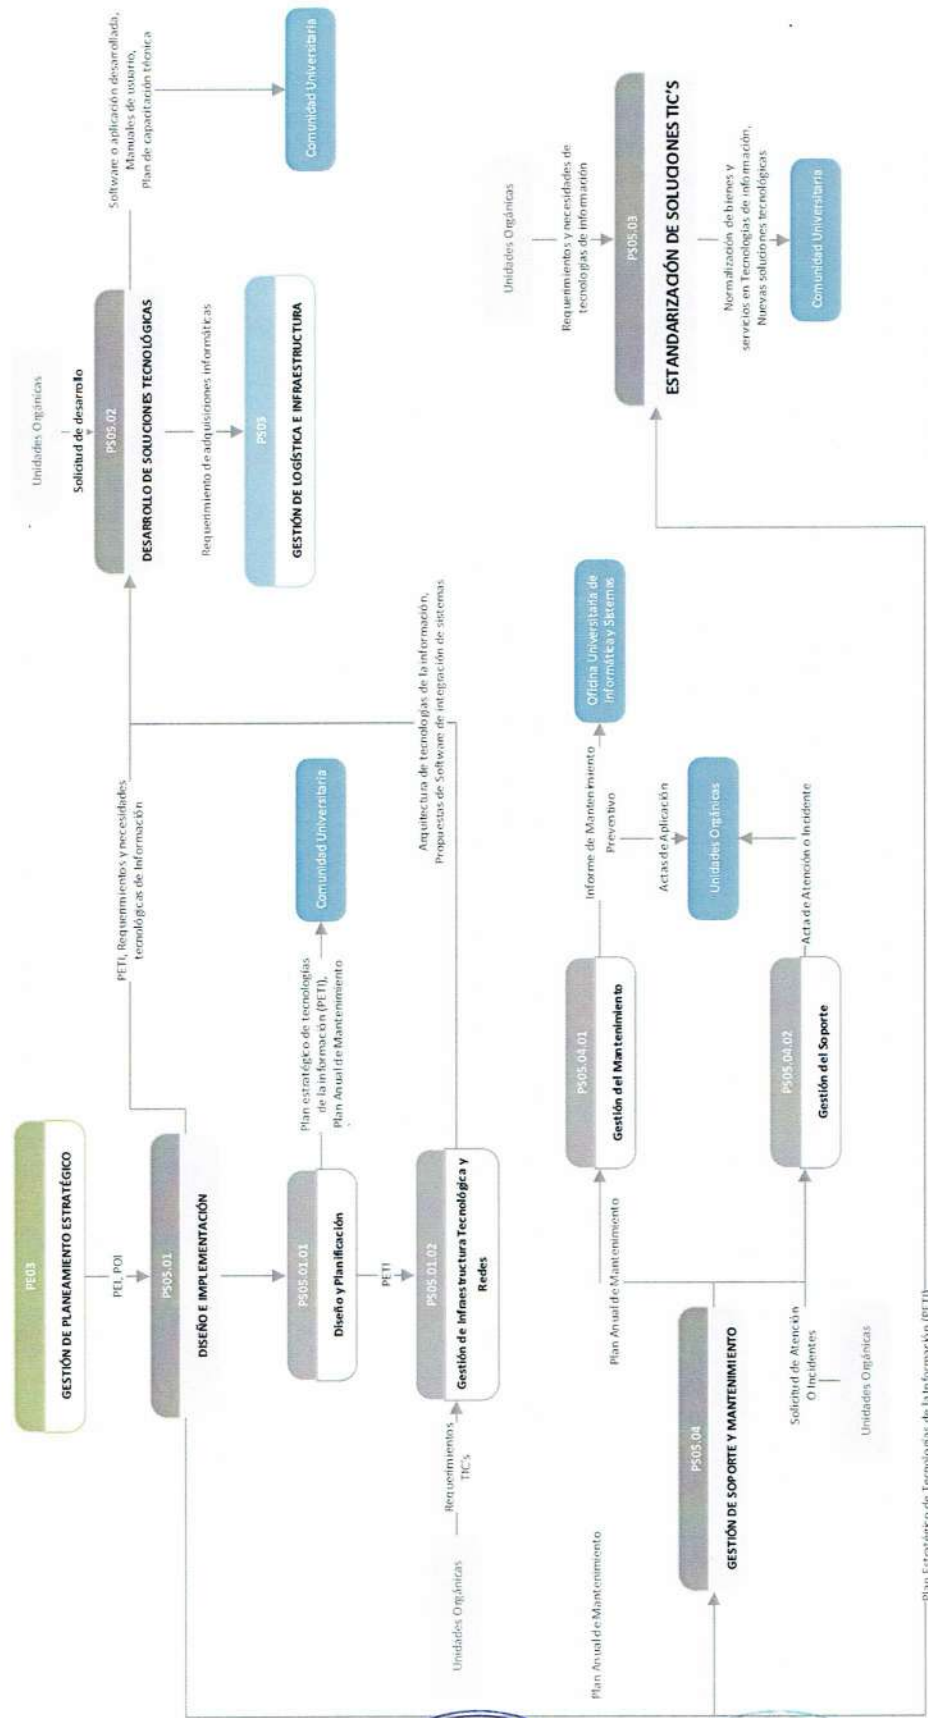 PE03
GESTIÓN DE PLANEAMIENTO ESTRATÉGICO
PEI, POI
PS05.01
DISEÑO E IMPLEMENTACIÓN
PS05.01.01
Diseño y Planificación
PETI
PS05.01.02
Gestión de Infraestructura Tecnológica y
Redes
Unidades Orgánicas
Requerimientos
TIC's
Plan estratégico de tecnologías
de la información (PETI),
Plan Anual de Mantenimiento
Comunidad Universitaria
PETI, Requerimientos y necesidades
tecnológicas de Información
Arquitectura de tecnologías de la información,
Propuestas de Software de integración de sistemas
Unidades Orgánicas
Solicitud de desarrollo
PS05.02
DESARROLLO DE SOLUCIONES TECNOLÓGICAS
Requerimiento de adquisiciones informáticas
PS03
GESTIÓN DE LOGÍSTICA E INFRAESTRUCTURA
Software o aplicación desarrollada,
Manuales de usuario,
Plan de capacitación técnica
Comunidad Universitaria
Plan Anual de Mantenimiento
PS05.04
GESTIÓN DE SOPORTE Y MANTENIMIENTO
Plan Anual de Mantenimiento
Solicitud de Atención
O Incidentes
Unidades Orgánicas
PS05.04.01
Gestión del Mantenimiento
Informe de Mantenimiento
Preventivo
Oficina Universitaria de
Informática y Sistemas
Actas de Aplicación
Unidades Orgánicas
PS05.04.02
Gestión del Soporte
Acta de Atención o Incidente
Unidades Orgánicas
Requerimientos y necesidades de
tecnologías de información
PS05.03
ESTANDARIZACIÓN DE SOLUCIONES TIC'S
Normalización de bienes y
servicios en Tecnologías de información,
Nuevas soluciones tecnológicas
Comunidad Universitaria
Plan Estratégico de Tecnologías de la Información (PETI)